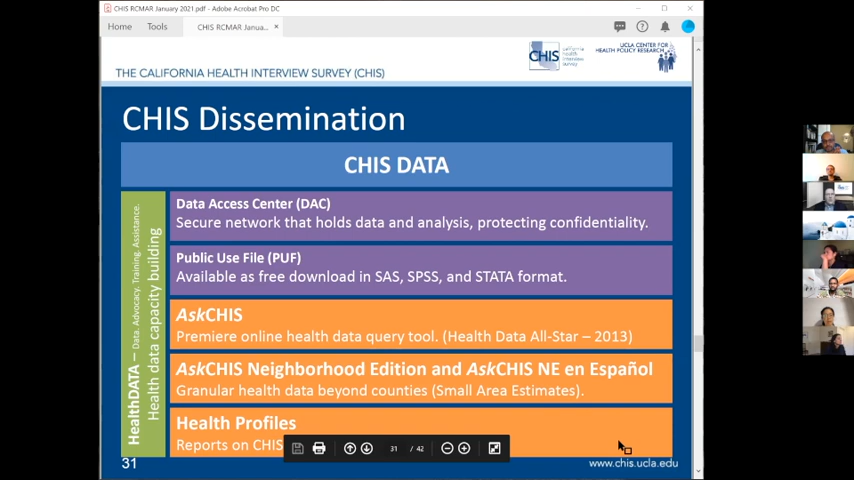 CHIS RCMAR January 2021 pdf - Adobe Acrobat Pro DC
Home Tools CHIS RCMAR Janua... ×
CHIS california health interview survey
UCLA CENTER FOR
HEALTH POLICY RESEARCH
THE CALIFORNIA HEALTH INTERVIEW SURVEY (CHIS)
CHIS Dissemination
CHIS DATA
HealthDATA – Data. Advocacy. Training. Assistance.
Health data capacity building
Data Access Center (DAC)
Secure network that holds data and analysis, protecting confidentiality.
Public Use File (PUF)
Available as free download in SAS, SPSS, and STATA format.
AskCHIS
Premiere online health data query tool. (Health Data All-Star – 2013)
AskCHIS Neighborhood Edition and AskCHIS NE en Español
Granular health data beyond counties (Small Area Estimates).
Health Profiles
Reports on CHIS
31 / 42
31
www.chis.ucla.edu